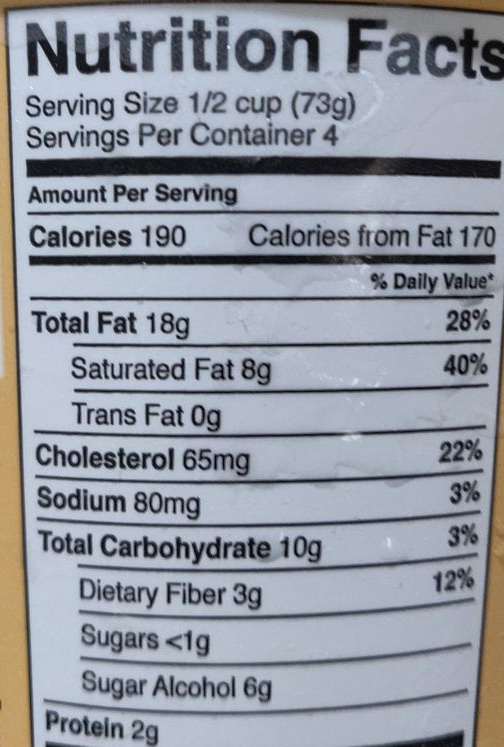 Nutrition Facts
Serving Size 1/2 cup (73g)
Servings Per Container 4
Amount Per Serving
Calories 190 Calories from Fat 170
% Daily Value*
Total Fat 18g 28%
Saturated Fat 8g 40%
Trans Fat 0g
Cholesterol 65mg 22%
Sodium 80mg 3%
Total Carbohydrate 10g 3%
Dietary Fiber 3g 12%
Sugars <1g
Sugar Alcohol 6g
Protein 2g